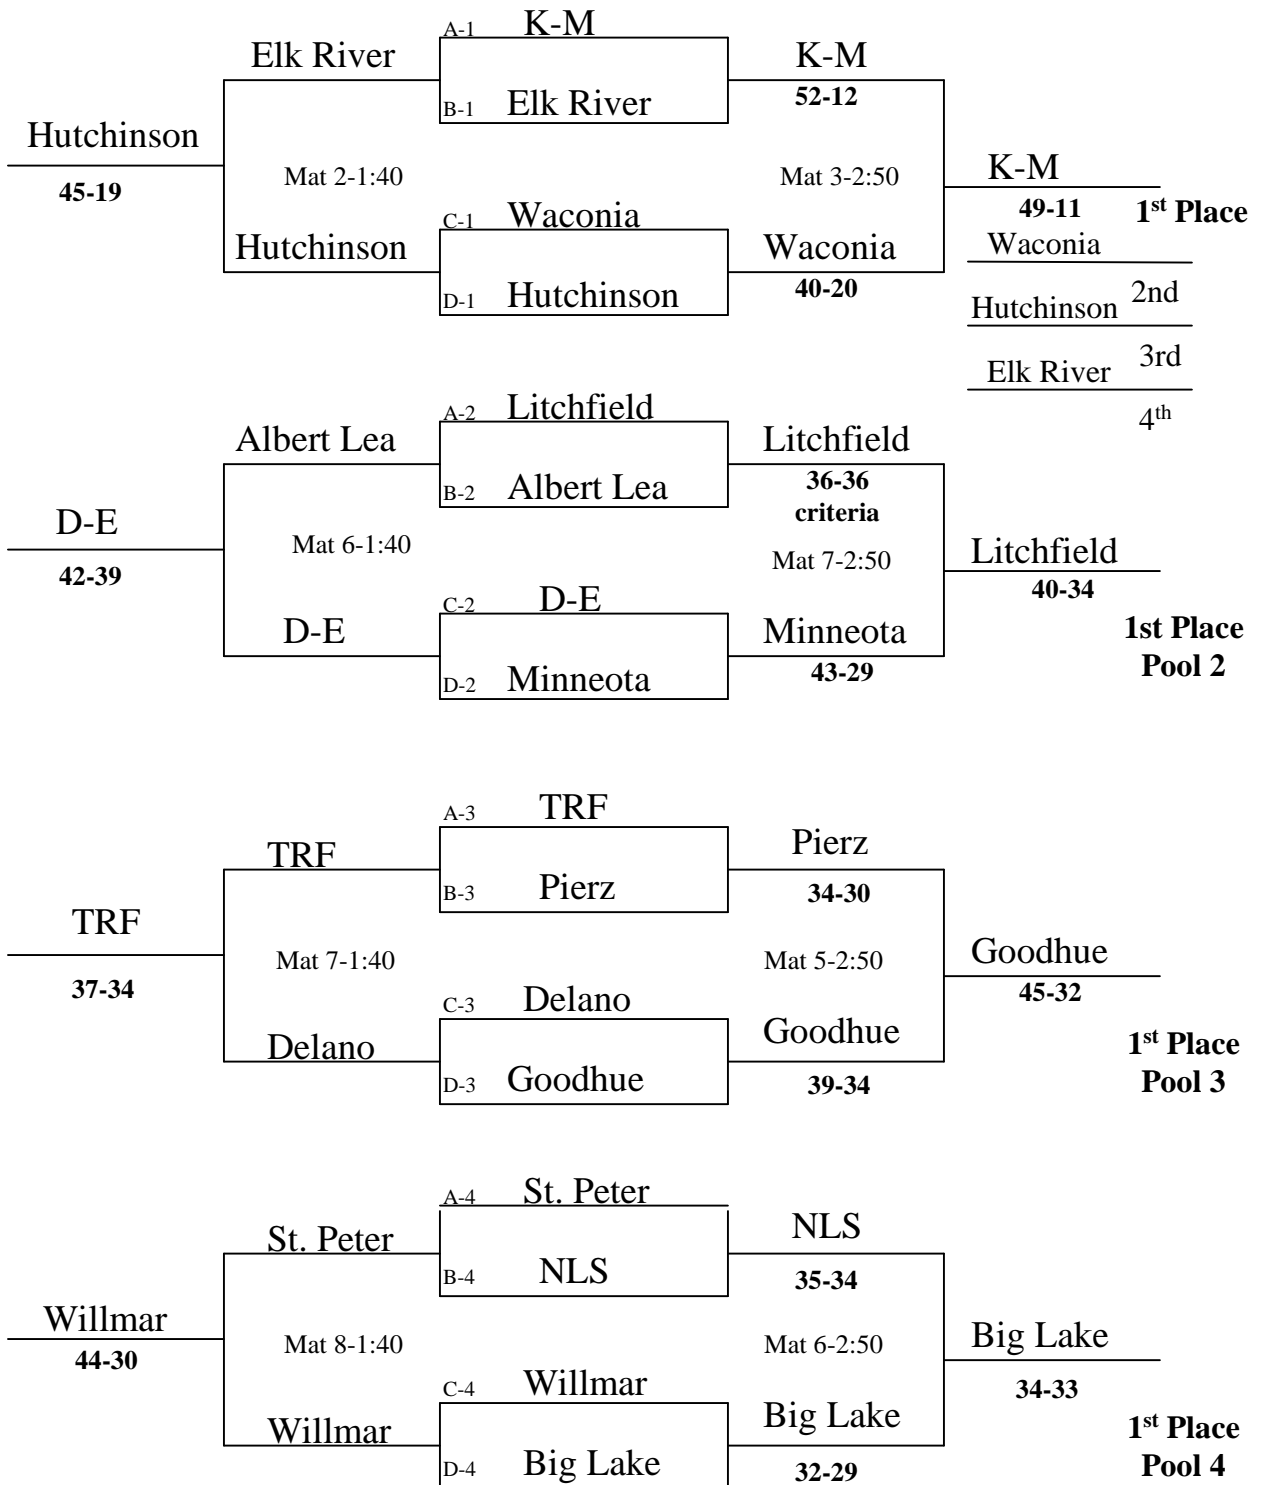 A-1 K-M
Elk River K-M
B-1 Elk River 52-12
Hutchinson
45-19 Mat 2-1:40 Mat 3-2:50 K-M
49-11 1st Place
C-1 Waconia
Hutchinson Waconia Waconia
D-1 Hutchinson 40-20 Hutchinson 2nd
Elk River 3rd
4th
A-2 Litchfield
Albert Lea Litchfield
B-2 Albert Lea 36-36
criteria
D-E
42-39 Mat 6-1:40 Mat 7-2:50 Litchfield
40-34
C-2 D-E
D-E Minneota 1st Place
D-2 Minneota 43-29 Pool 2
A-3 TRF
TRF Pierz
B-3 Pierz 34-30
TRF
37-34 Mat 7-1:40 Mat 5-2:50 Goodhue
45-32
C-3 Delano
Delano Goodhue 1st Place
D-3 Goodhue 39-34 Pool 3
A-4 St. Peter
St. Peter NLS
B-4 NLS 35-34
Willmar
44-30 Mat 8-1:40 Mat 6-2:50 Big Lake
34-33
C-4 Willmar
Willmar Big Lake 1st Place
D-4 Big Lake 32-29 Pool 4